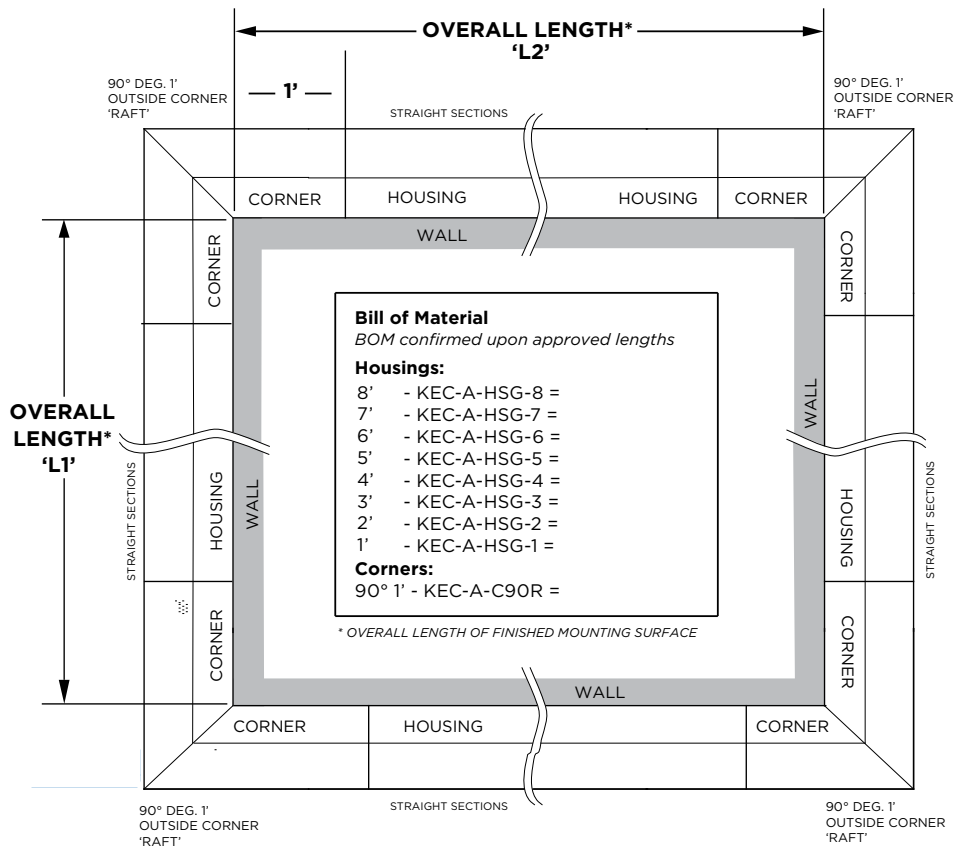 OVERALL LENGTH*
‘L2’
90° DEG. 1’
OUTSIDE CORNER
‘RAFT’
1’
90° DEG. 1’
OUTSIDE CORNER
‘RAFT’
STRAIGHT SECTIONS
CORNER
HOUSING
HOUSING
CORNER
WALL
CORNER
CORNER
Bill of Material
BOM confirmed upon approved lengths
Housings:
8’ - KEC-A-HSG-8 =
7’ - KEC-A-HSG-7 =
6’ - KEC-A-HSG-6 =
5’ - KEC-A-HSG-5 =
4’ - KEC-A-HSG-4 =
3’ - KEC-A-HSG-3 =
2’ - KEC-A-HSG-2 =
1’ - KEC-A-HSG-1 =
Corners:
90° 1’ - KEC-A-C90R =
* OVERALL LENGTH OF FINISHED MOUNTING SURFACE
OVERALL
LENGTH*
‘L1’
STRAIGHT SECTIONS
HOUSING
WALL
WALL
HOUSING
STRAIGHT SECTIONS
CORNER
CORNER
WALL
CORNER
HOUSING
CORNER
STRAIGHT SECTIONS
90° DEG. 1’
OUTSIDE CORNER
‘RAFT’
90° DEG. 1’
OUTSIDE CORNER
‘RAFT’